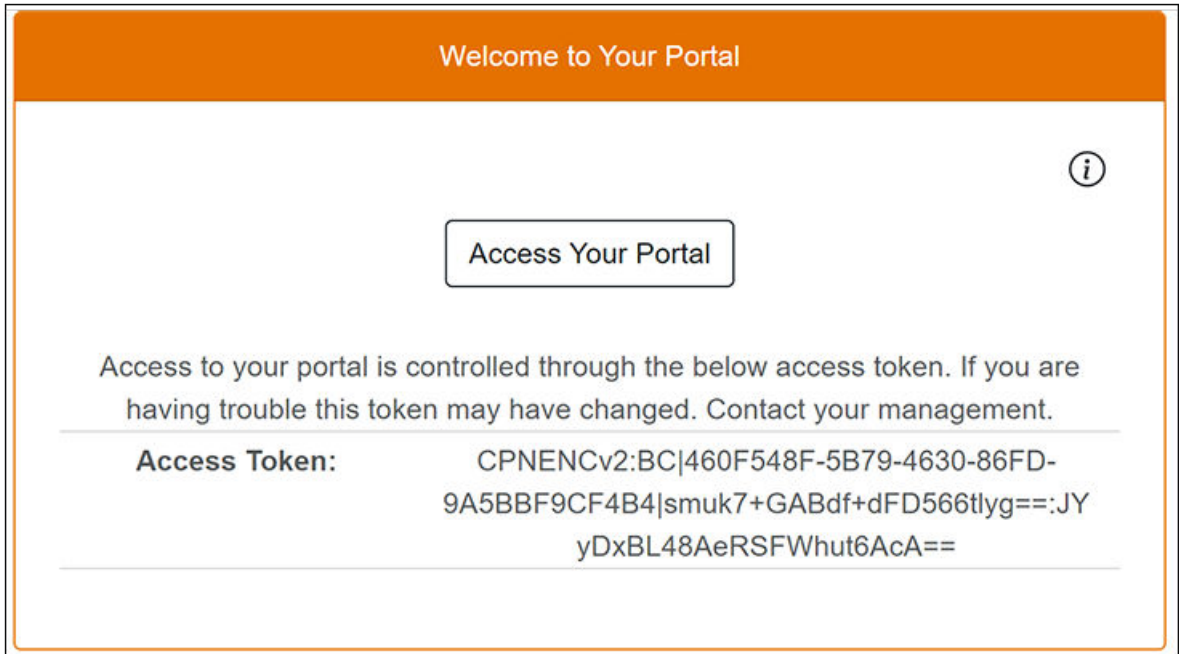 Welcome to Your Portal
Access Your Portal
Access to your portal is controlled through the below access token. If you are
having trouble this token may have changed. Contact your management.
Access Token: CPNENCv2:BC|460F548F-5B79-4630-86FD-
9A5BBF9CF4B4|smuk7+GABdf+dFD566tlyg==:JY
yDxBL48AeRSFWhut6AcA==